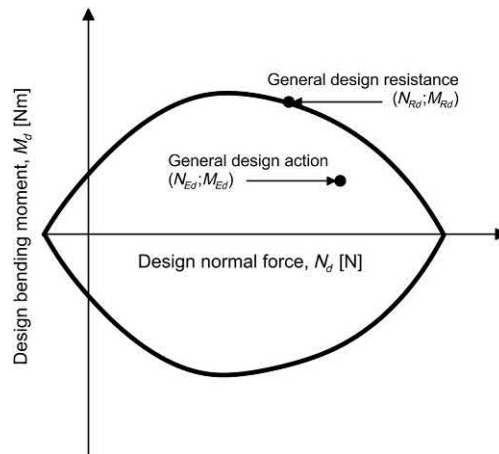 General design resistance
(N_Rd;M_Rd)
General design action
(N_Ed;M_Ed)
Design bending moment, M_d [Nm]
Design normal force, N_d [N]